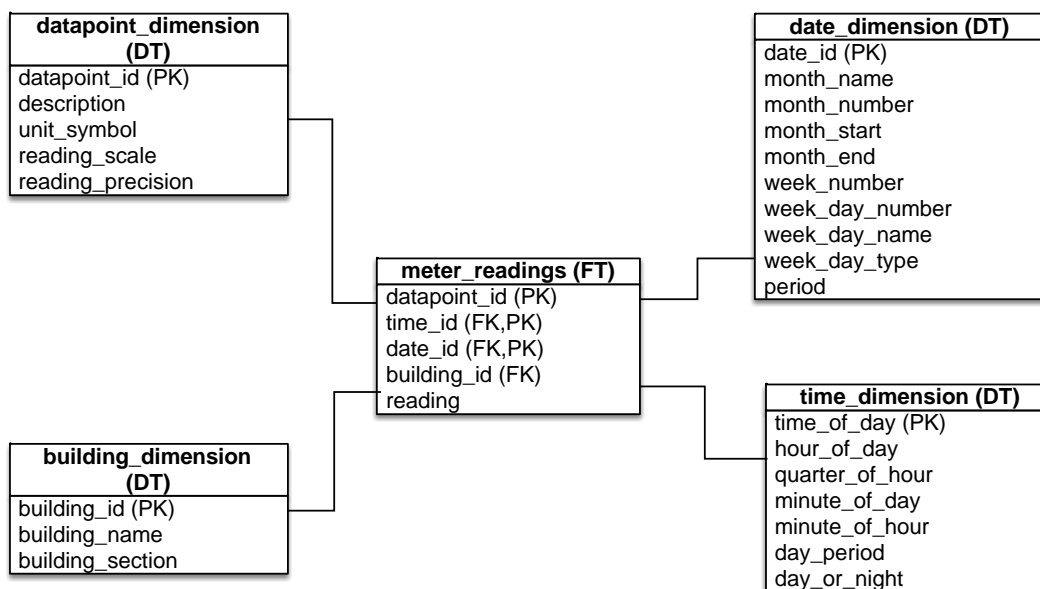 datapoint_dimension
(DT)
datapoint_id (PK)
description
unit_symbol
reading_scale
reading_precision
date_dimension (DT)
date_id (PK)
month_name
month_number
month_start
month_end
week_number
week_day_number
week_day_name
week_day_type
period
meter_readings (FT)
datapoint_id (PK)
time_id (FK,PK)
date_id (FK,PK)
building_id (FK)
reading
building_dimension
(DT)
building_id (PK)
building_name
building_section
time_dimension (DT)
time_of_day (PK)
hour_of_day
quarter_of_hour
minute_of_day
minute_of_hour
day_period
day_or_night